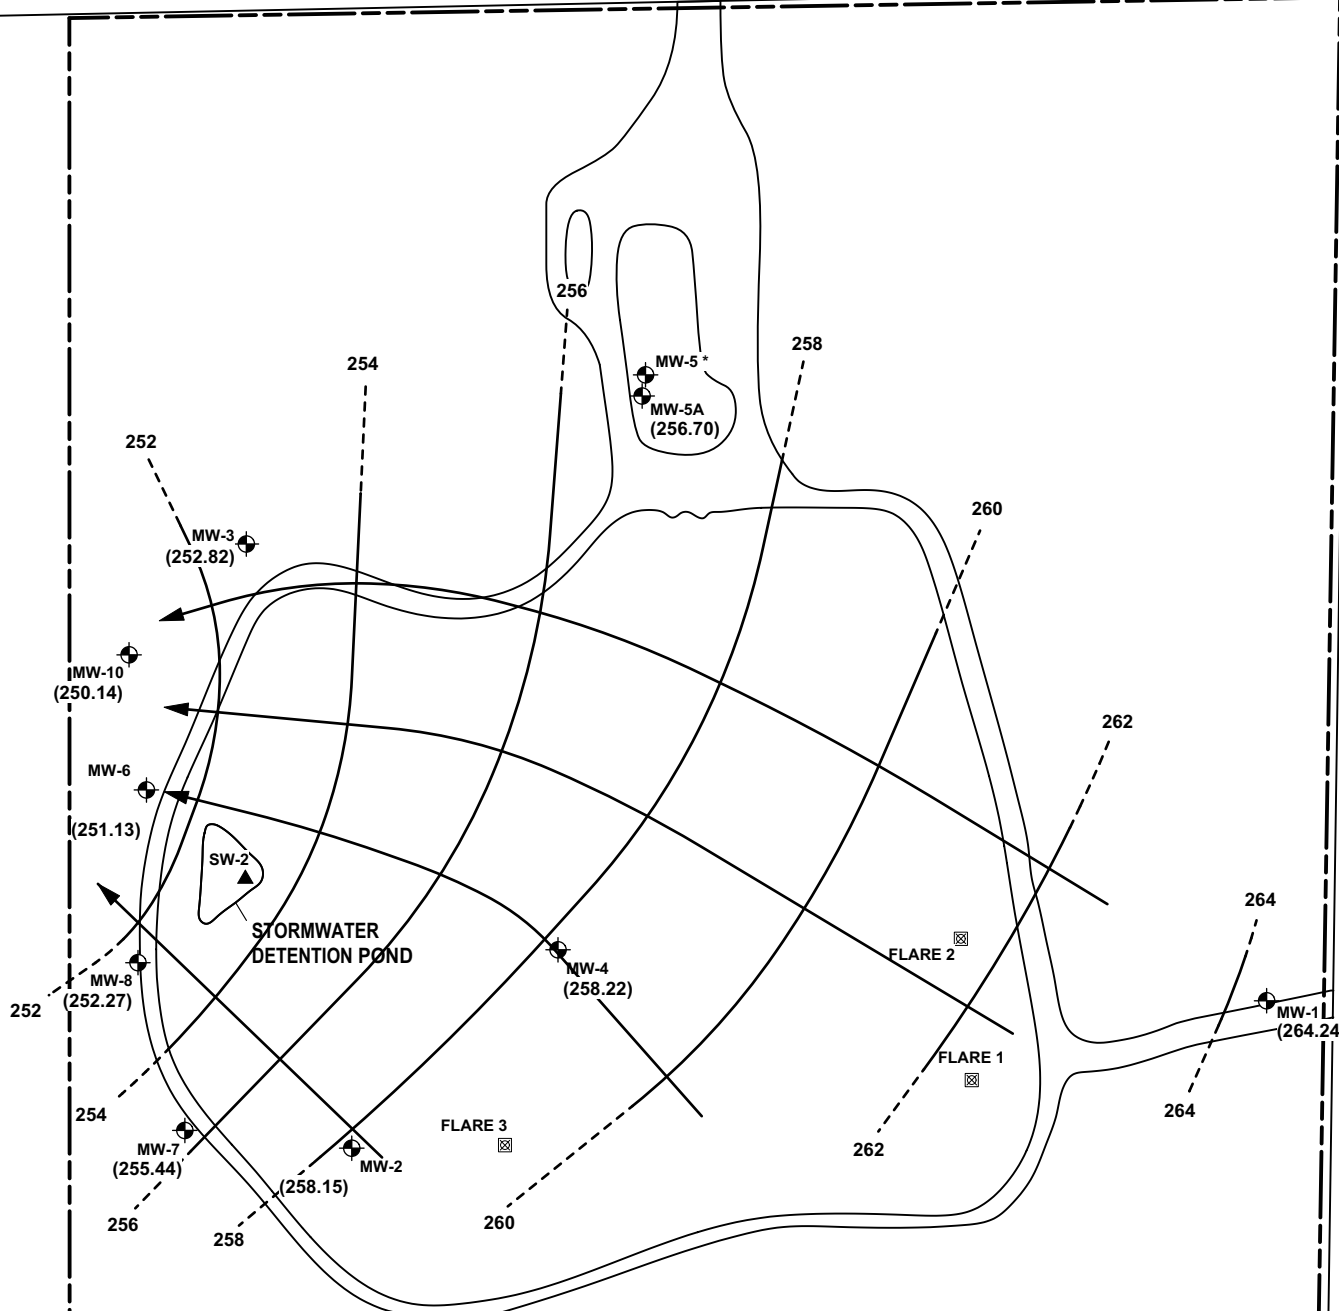 256
258
254
MW-5 *
MW-5A
(256.70)
252
260
MW-3
(252.82)
MW-10
(250.14)
262
MW-6
(251.13)
SW-2
264
STORMWATER
DETENTION POND
FLARE 2
MW-4
(258.22)
MW-8
(252.27)
252
MW-1
(264.24
FLARE 1
254
264
FLARE 3
262
MW-7
(255.44)
MW-2
(258.15)
256
258
260